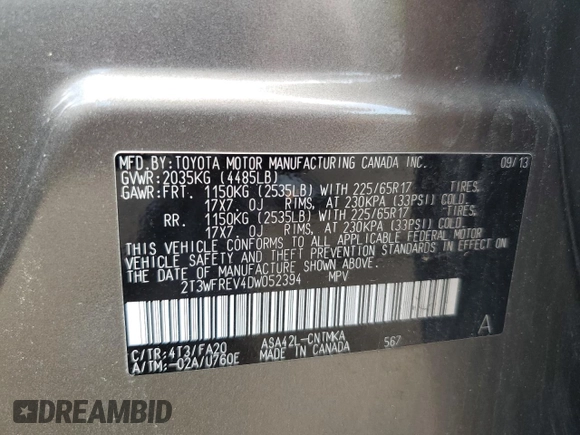 MFD.BY:TOYOTA MOTOR MANUFACTURING CANADA INC. 09/13
GVWR:2035KG (4485LB)
GAWR:FRT. 1150KG (2535LB) WITH 225/65R17 TIRES,
17X7.0J RIMS, AT 230KPA (33PSI) COLD.
RR. 1150KG (2535LB) WITH 225/65R17 TIRES,
17X7.0J RIMS, AT 230KPA (33PSI) COLD.
THIS VEHICLE CONFORMS TO ALL APPLICABLE FEDERAL MOTOR
VEHICLE SAFETY AND THEFT PREVENTION STANDARDS IN EFFECT ON
THE DATE OF MANUFACTURE SHOWN ABOVE.
2T3WFREV4DW052394 MPV
C/TR:4T3/FA20 ASA42L-CNTMKA 567 A
A/TM:-02A/U760E MADE IN CANADA
DREAMBID